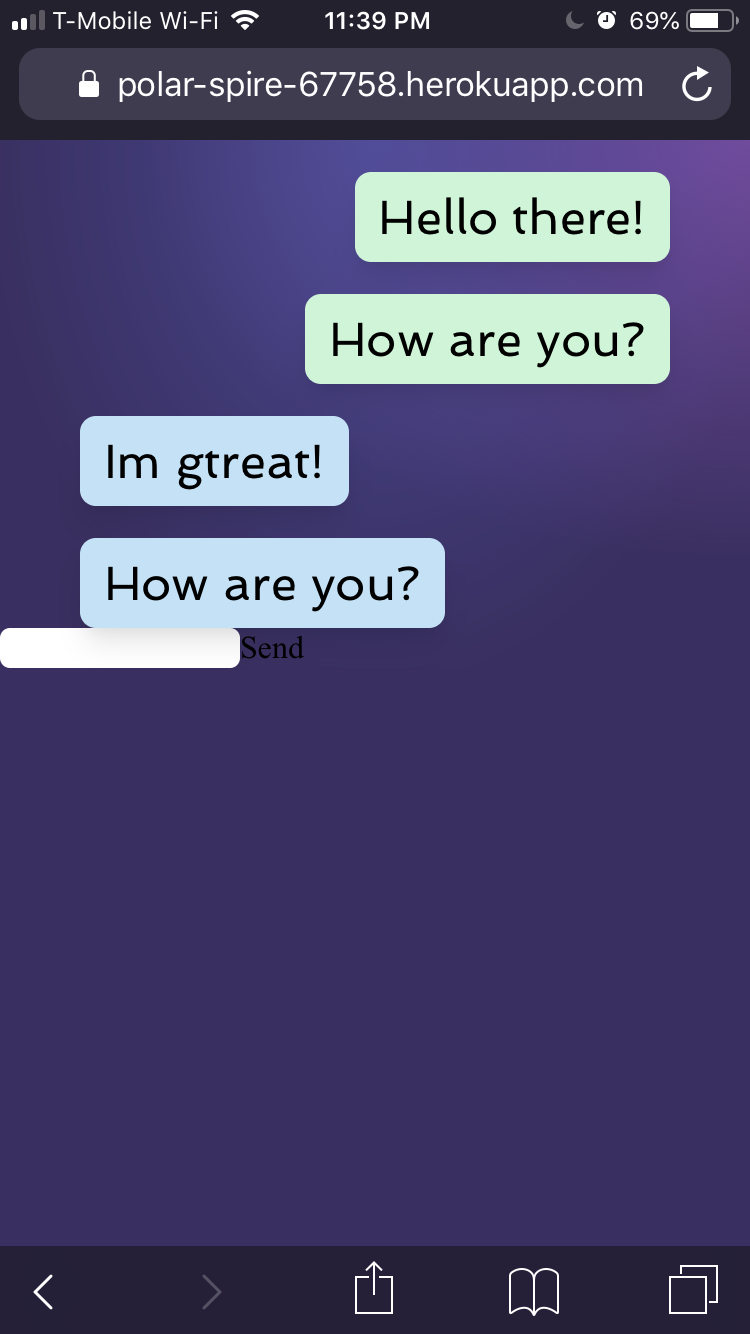 T-Mobile Wi-Fi 11:39 PM 69%
polar-spire-67758.herokuapp.com
Hello there!
How are you?
Im gtreat!
How are you?
Send